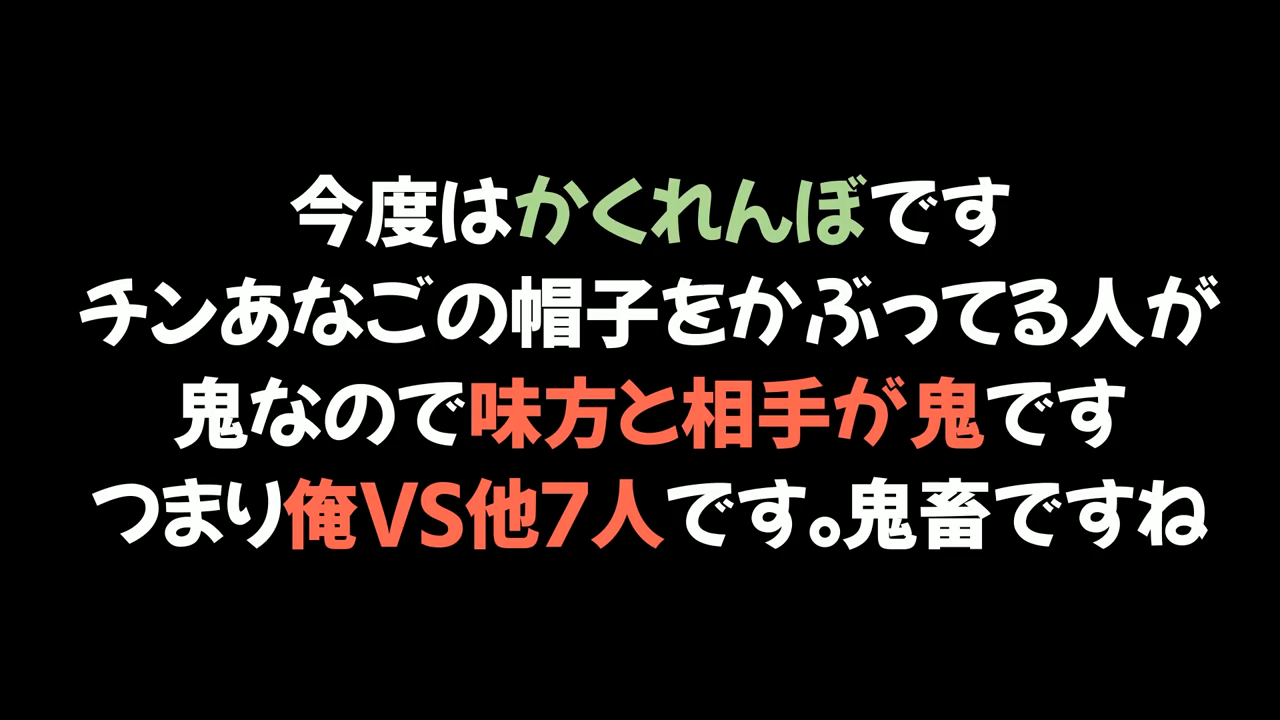 今度はかくれんぼです
チンあなごの帽子をかぶってる人が
鬼なので味方と相手が鬼です
つまり俺VS他7人です。鬼畜ですね